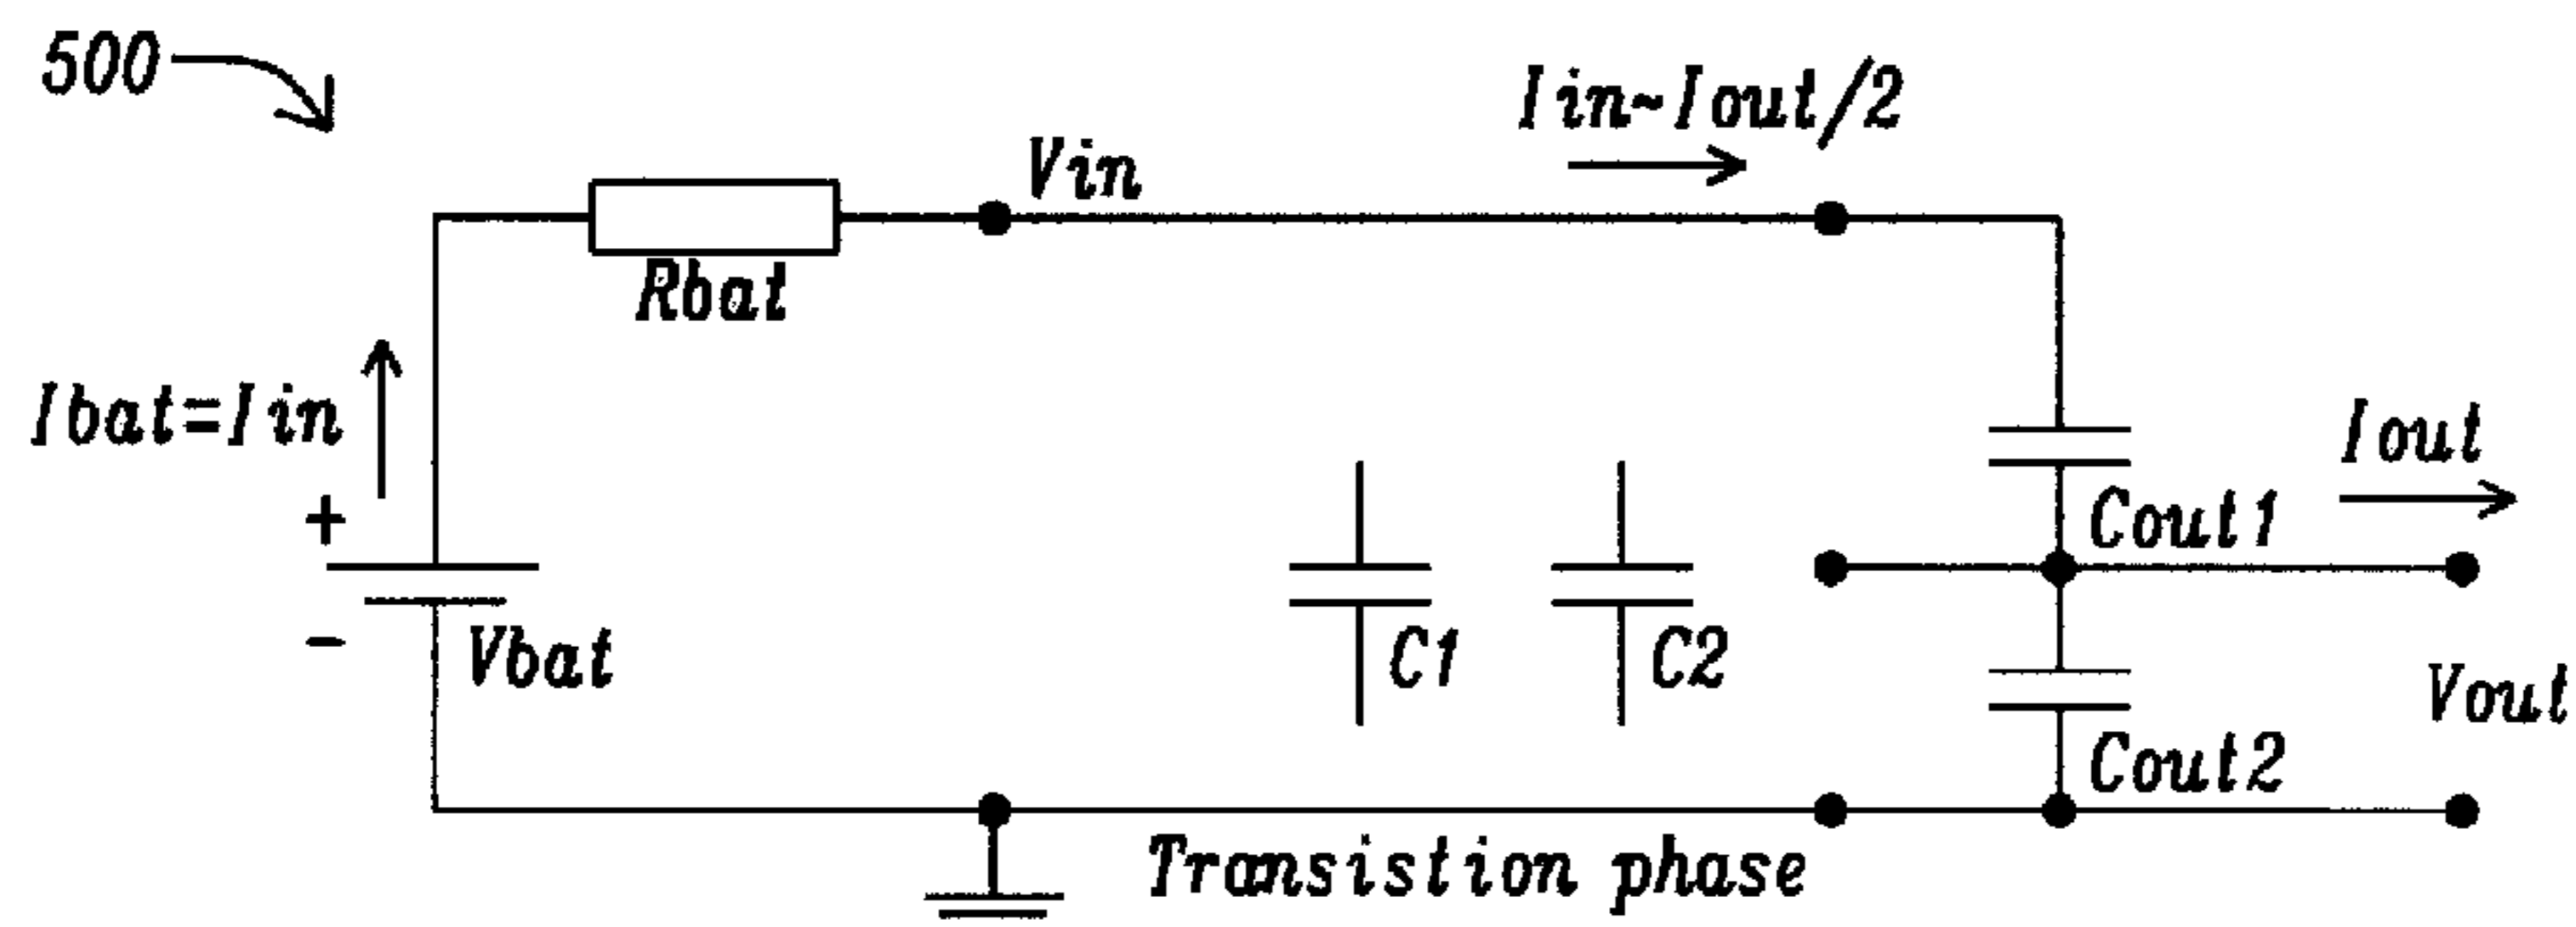 500
Iin~Iout/2
Vin
Rbat
Ibat=Iin
Iout
+
Cout1
-
Vbat
C1
C2
Vout
Cout2
Transistion phase